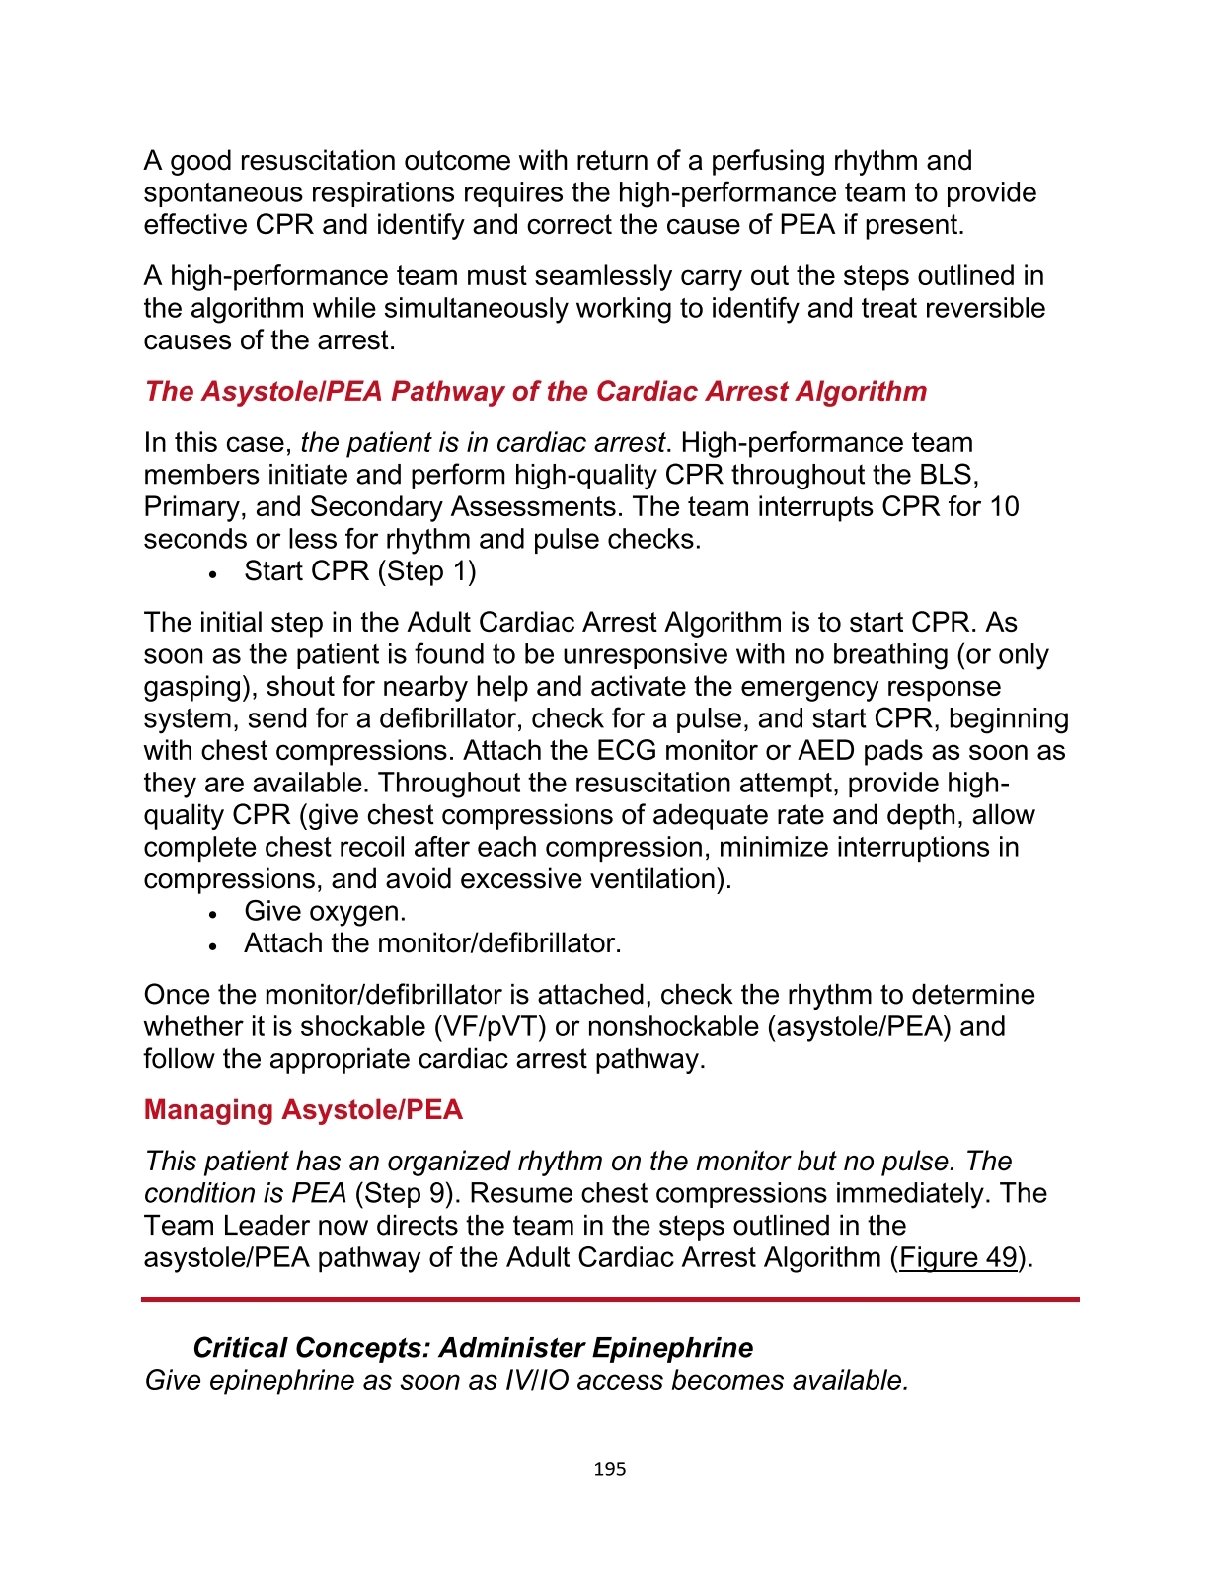 A good resuscitation outcome with return of a perfusing rhythm and
spontaneous respirations requires the high-performance team to provide
effective CPR and identify and correct the cause of PEA if present.
A high-performance team must seamlessly carry out the steps outlined in
the algorithm while simultaneously working to identify and treat reversible
causes of the arrest.
The Asystole/PEA Pathway of the Cardiac Arrest Algorithm
In this case, the patient is in cardiac arrest. High-performance team
members initiate and perform high-quality CPR throughout the BLS,
Primary, and Secondary Assessments. The team interrupts CPR for 10
seconds or less for rhythm and pulse checks.
• Start CPR (Step 1)
The initial step in the Adult Cardiac Arrest Algorithm is to start CPR. As
soon as the patient is found to be unresponsive with no breathing (or only
gasping), shout for nearby help and activate the emergency response
system, send for a defibrillator, check for a pulse, and start CPR, beginning
with chest compressions. Attach the ECG monitor or AED pads as soon as
they are available. Throughout the resuscitation attempt, provide high-
quality CPR (give chest compressions of adequate rate and depth, allow
complete chest recoil after each compression, minimize interruptions in
compressions, and avoid excessive ventilation).
• Give oxygen.
• Attach the monitor/defibrillator.
Once the monitor/defibrillator is attached, check the rhythm to determine
whether it is shockable (VF/pVT) or nonshockable (asystole/PEA) and
follow the appropriate cardiac arrest pathway.
Managing Asystole/PEA
This patient has an organized rhythm on the monitor but no pulse. The
condition is PEA (Step 9). Resume chest compressions immediately. The
Team Leader now directs the team in the steps outlined in the
asystole/PEA pathway of the Adult Cardiac Arrest Algorithm (Figure 49).
Critical Concepts: Administer Epinephrine
Give epinephrine as soon as IV/IO access becomes available.
195